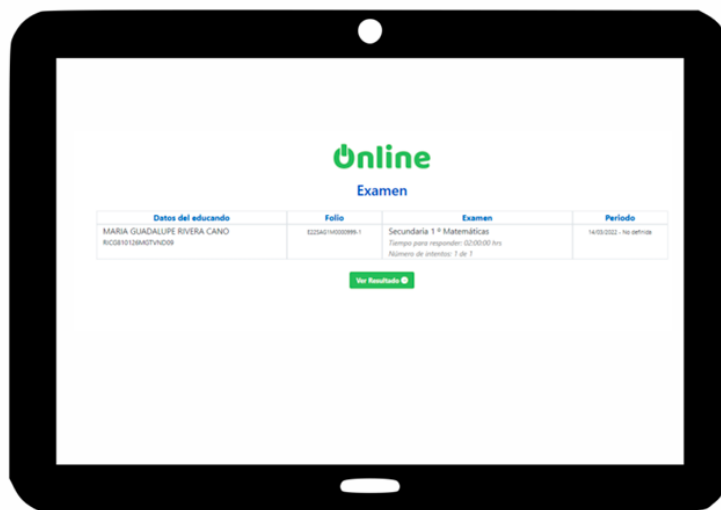 Online
Examen
Datos del educando Folio Examen Periodo
MARIA GUADALUPE RIVERA CANO Secundaria 1 º Matemáticas 14/03/2022 - No definida
Tiempo para responder: 02:00:00 hrs
Número de intentos: 1 de 1
Ver Resultado